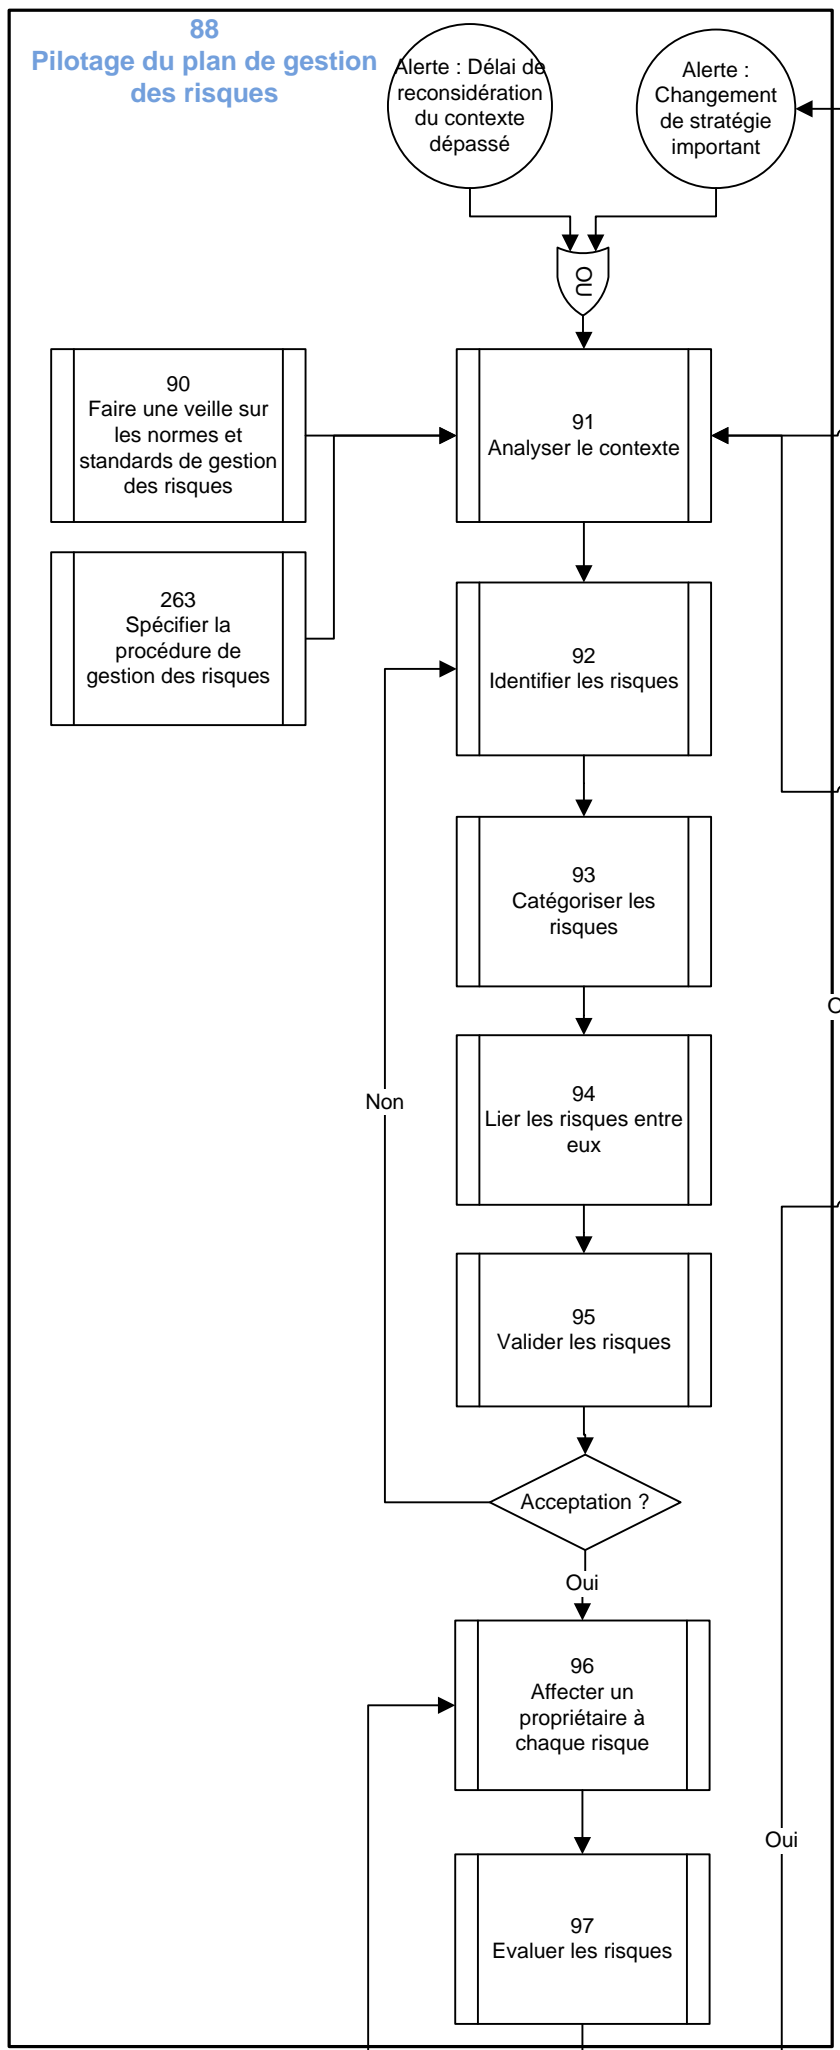 88
Pilotage du plan de gestion
des risques
Alerte : Délai de
reconsidération
du contexte
dépassé
Alerte :
Changement
de stratégie
important
OU
90
Faire une veille sur
les normes et
standards de gestion
des risques
91
Analyser le contexte
263
Spécifier la
procédure de
gestion des risques
92
Identifier les risques
93
Catégoriser les
risques
Non
94
Lier les risques entre
eux
95
Valider les risques
Acceptation ?
Oui
96
Affecter un
propriétaire à
chaque risque
Oui
97
Evaluer les risques